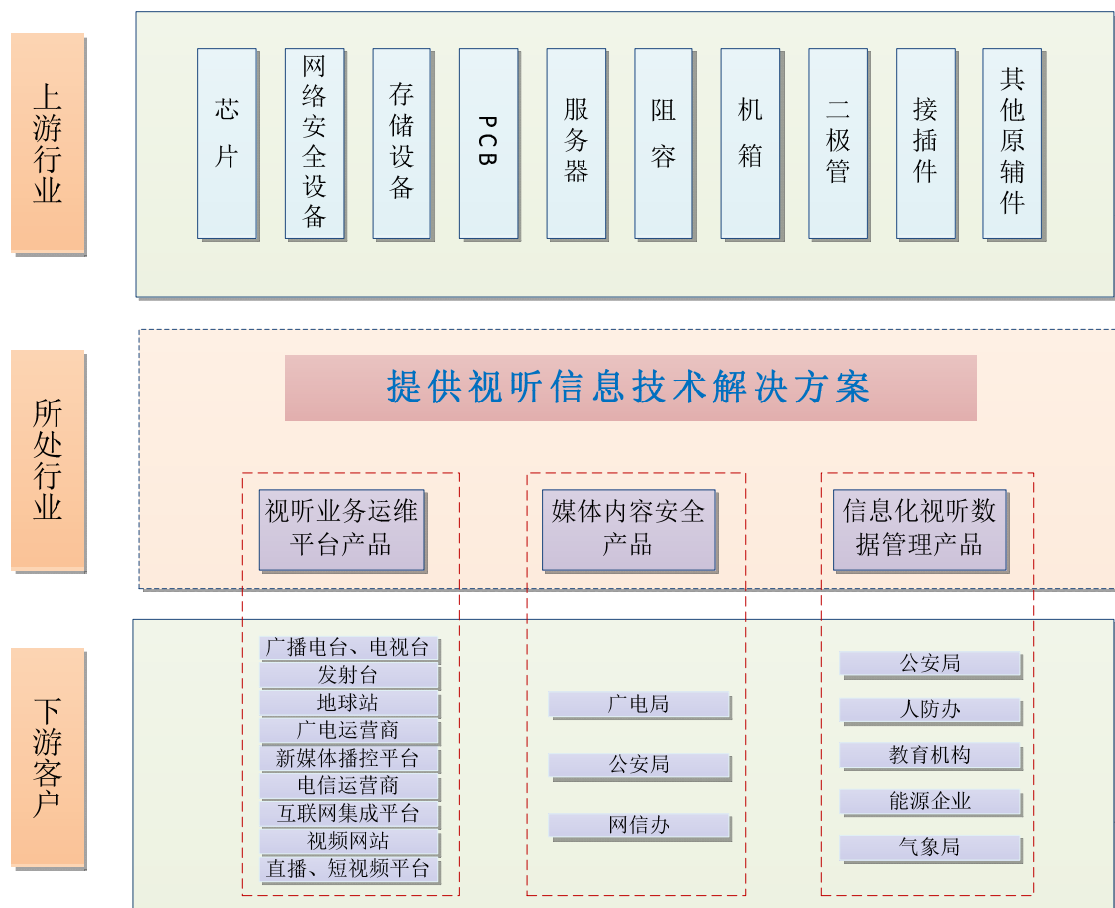 上游行业
芯片
网络安全设备
存储设备
PCB
服务器
阻容
机箱
二极管
接插件
其他原辅件
所处行业
提供视听信息技术解决方案
视听业务运维
平台产品
媒体内容安全
产品
信息化视听数
据管理产品
下游客户
广播电台、电视台
发射台
地球站
广电运营商
新媒体播控平台
电信运营商
互联网集成平台
视频网站
直播、短视频平台
广电局
公安局
网信办
公安局
人防办
教育机构
能源企业
气象局